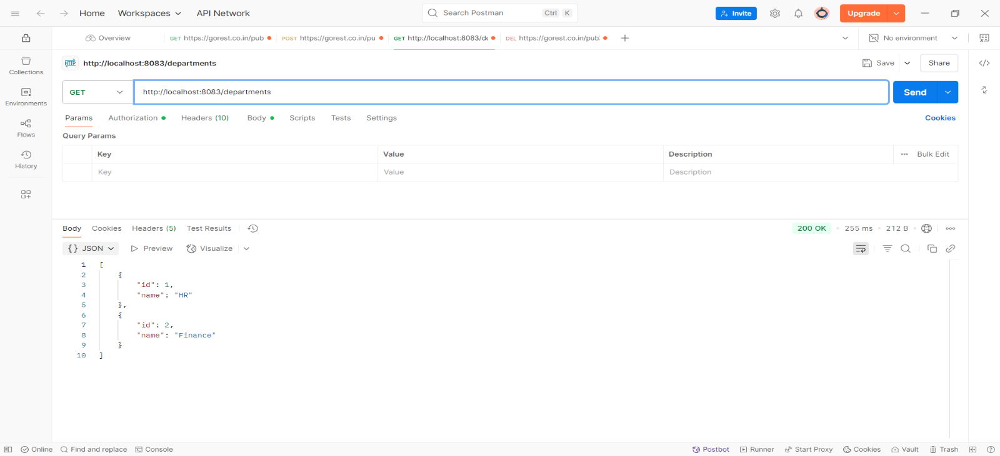 Home Workspaces API Network Search Postman Ctrl K Invite Upgrade
Overview GET https://gorest.co.in/pub POST https://gorest.co.in/pu GET http://localhost:8083/de DEL https://gorest.co.in/publ No environment
HTTP http://localhost:8083/departments Save Share
Collections
GET http://localhost:8083/departments Send
Environments
Params Authorization Headers (10) Body Scripts Tests Settings Cookies
Flows
Query Params
Key Value Description Bulk Edit
History
Key Value Description
Body Cookies Headers (5) Test Results 200 OK 255 ms 212 B
{} JSON Preview Visualize
1 [
2 {
3 "id": 1,
4 "name": "HR"
5 },
6 {
7 "id": 2,
8 "name": "Finance"
9 }
10 ]
Online Find and replace Console Postbot Runner Start Proxy Cookies Vault Trash